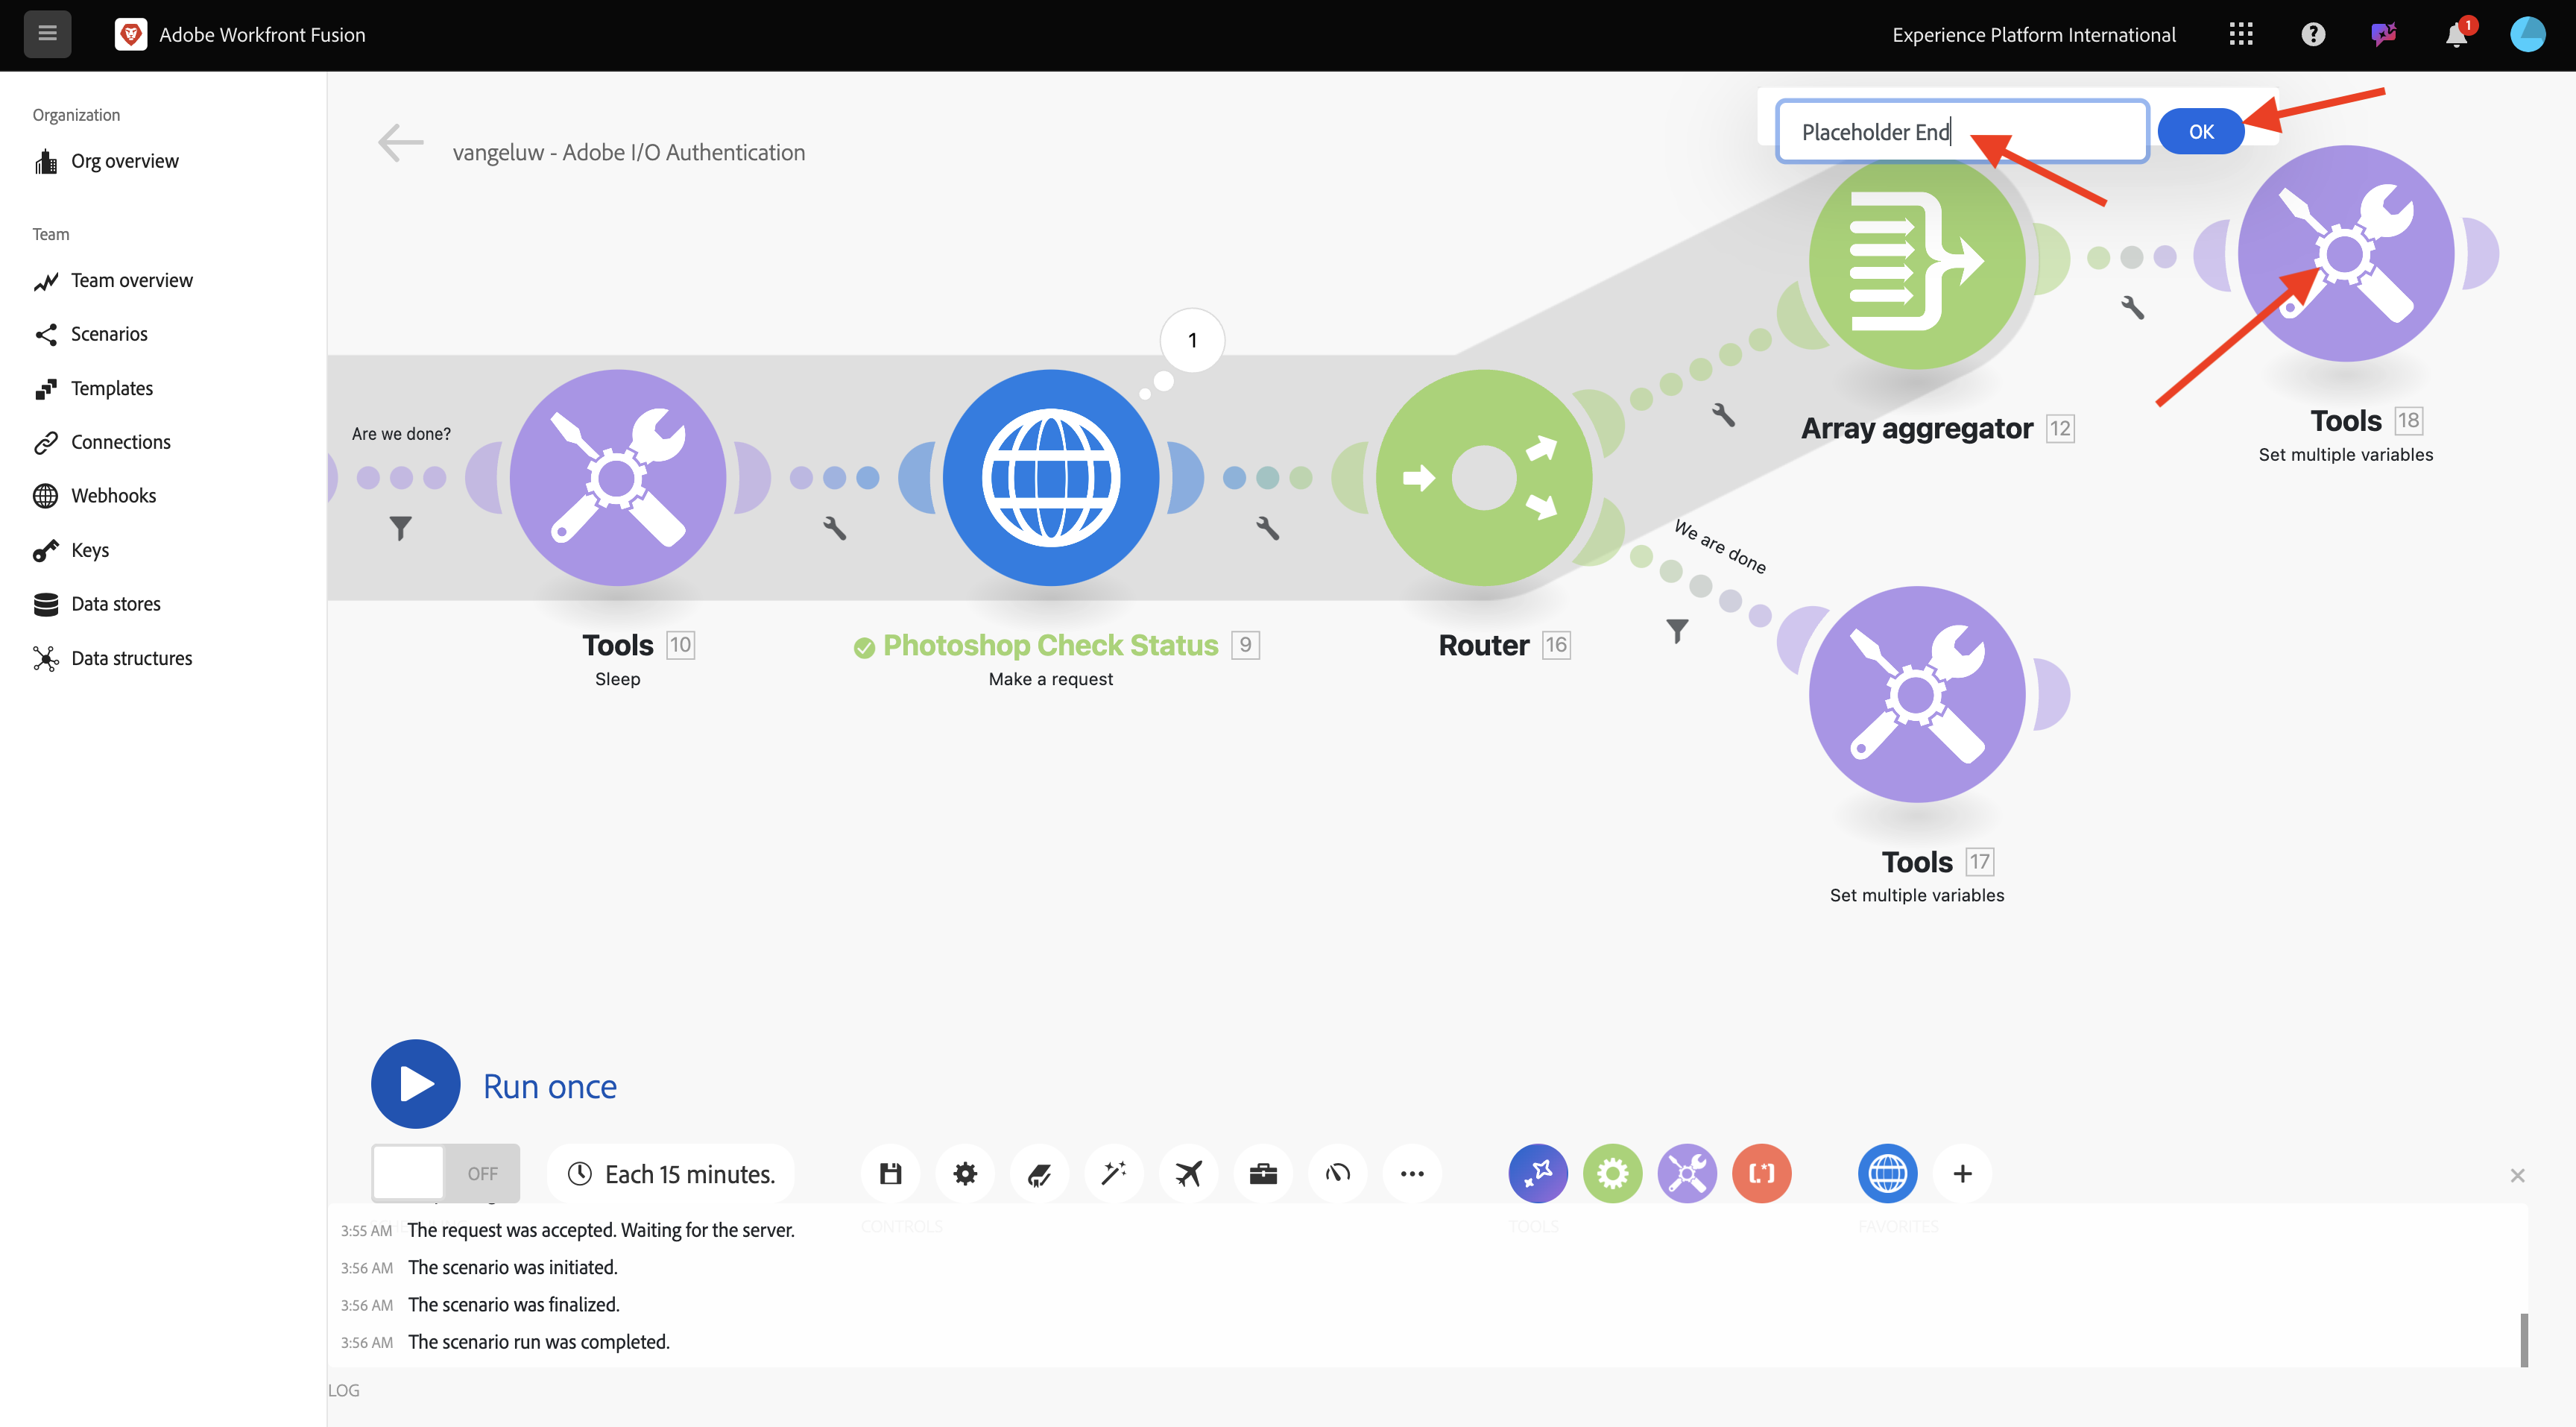 Adobe Workfront Fusion
Experience Platform International
1
Organization
Org overview
Team
Team overview
Scenarios
Templates
Connections
Webhooks
Keys
Data stores
Data structures
vangeluw - Adobe I/O Authentication
Placeholder End
OK
1
Are we done?
Array aggregator 12
Tools 18
Set multiple variables
We are done
Tools 10
Sleep
Photoshop Check Status 9
Make a request
Router 16
Tools 17
Set multiple variables
Run once
OFF
Each 15 minutes.
CONTROLS
TOOLS
FAVORITES
3:55 AM The request was accepted. Waiting for the server.
3:56 AM The scenario was initiated.
3:56 AM The scenario was finalized.
3:56 AM The scenario run was completed.
LOG